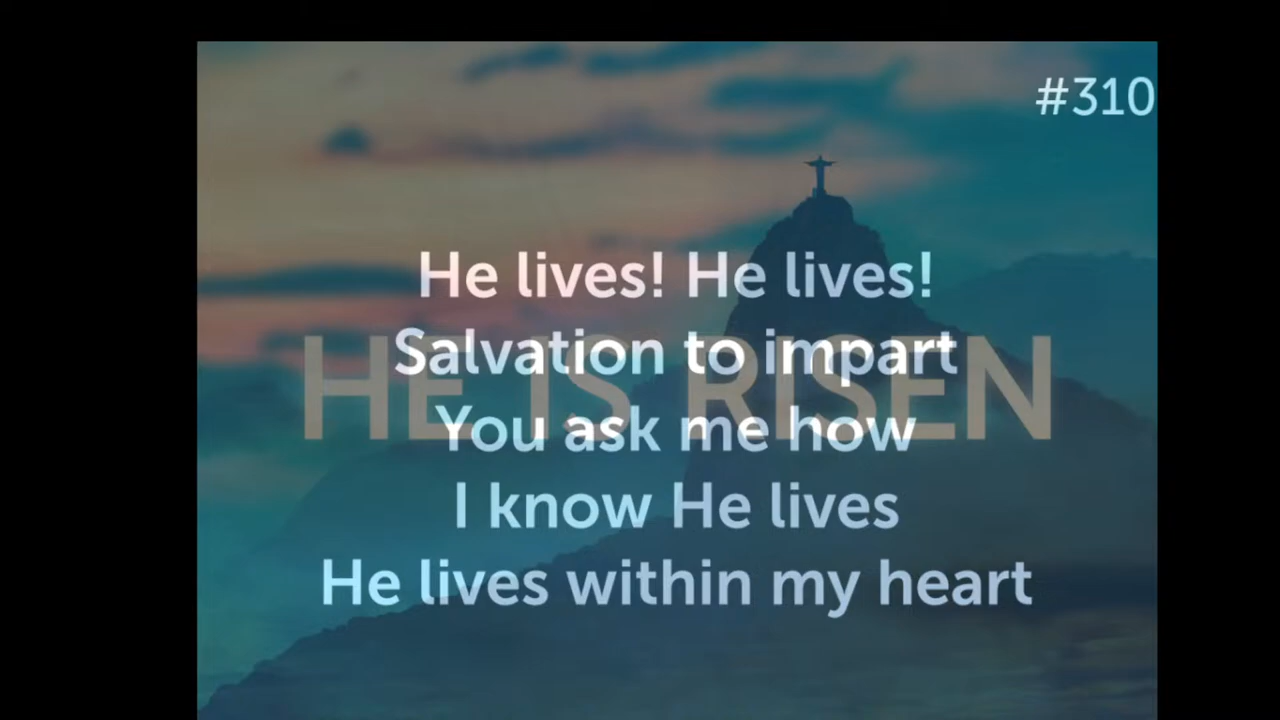 #310
He lives! He lives!
Salvation to impart
HE IS RISEN
You ask me how
I know He lives
He lives within my heart